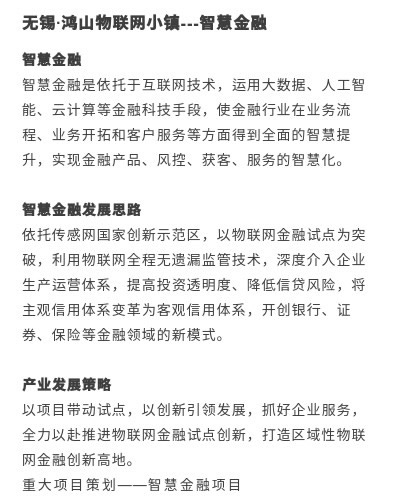 无锡·鸿山物联网小镇---智慧金融
智慧金融
智慧金融是依托于互联网技术，运用大数据、人工智
能、云计算等金融科技手段，使金融行业在业务流
程、业务开拓和客户服务等方面得到全面的智慧提
升，实现金融产品、风控、获客、服务的智慧化。
智慧金融发展思路
依托传感网国家创新示范区，以物联网金融试点为突
破，利用物联网全程无遗漏监管技术，深度介入企业
生产运营体系，提高投资透明度、降低信贷风险，将
主观信用体系变革为客观信用体系，开创银行、证
券、保险等金融领域的新模式。
产业发展策略
以项目带动试点，以创新引领发展，抓好企业服务，
全力以赴推进物联网金融试点创新，打造区域性物联
网金融创新高地。
重大项目策划——智慧金融项目